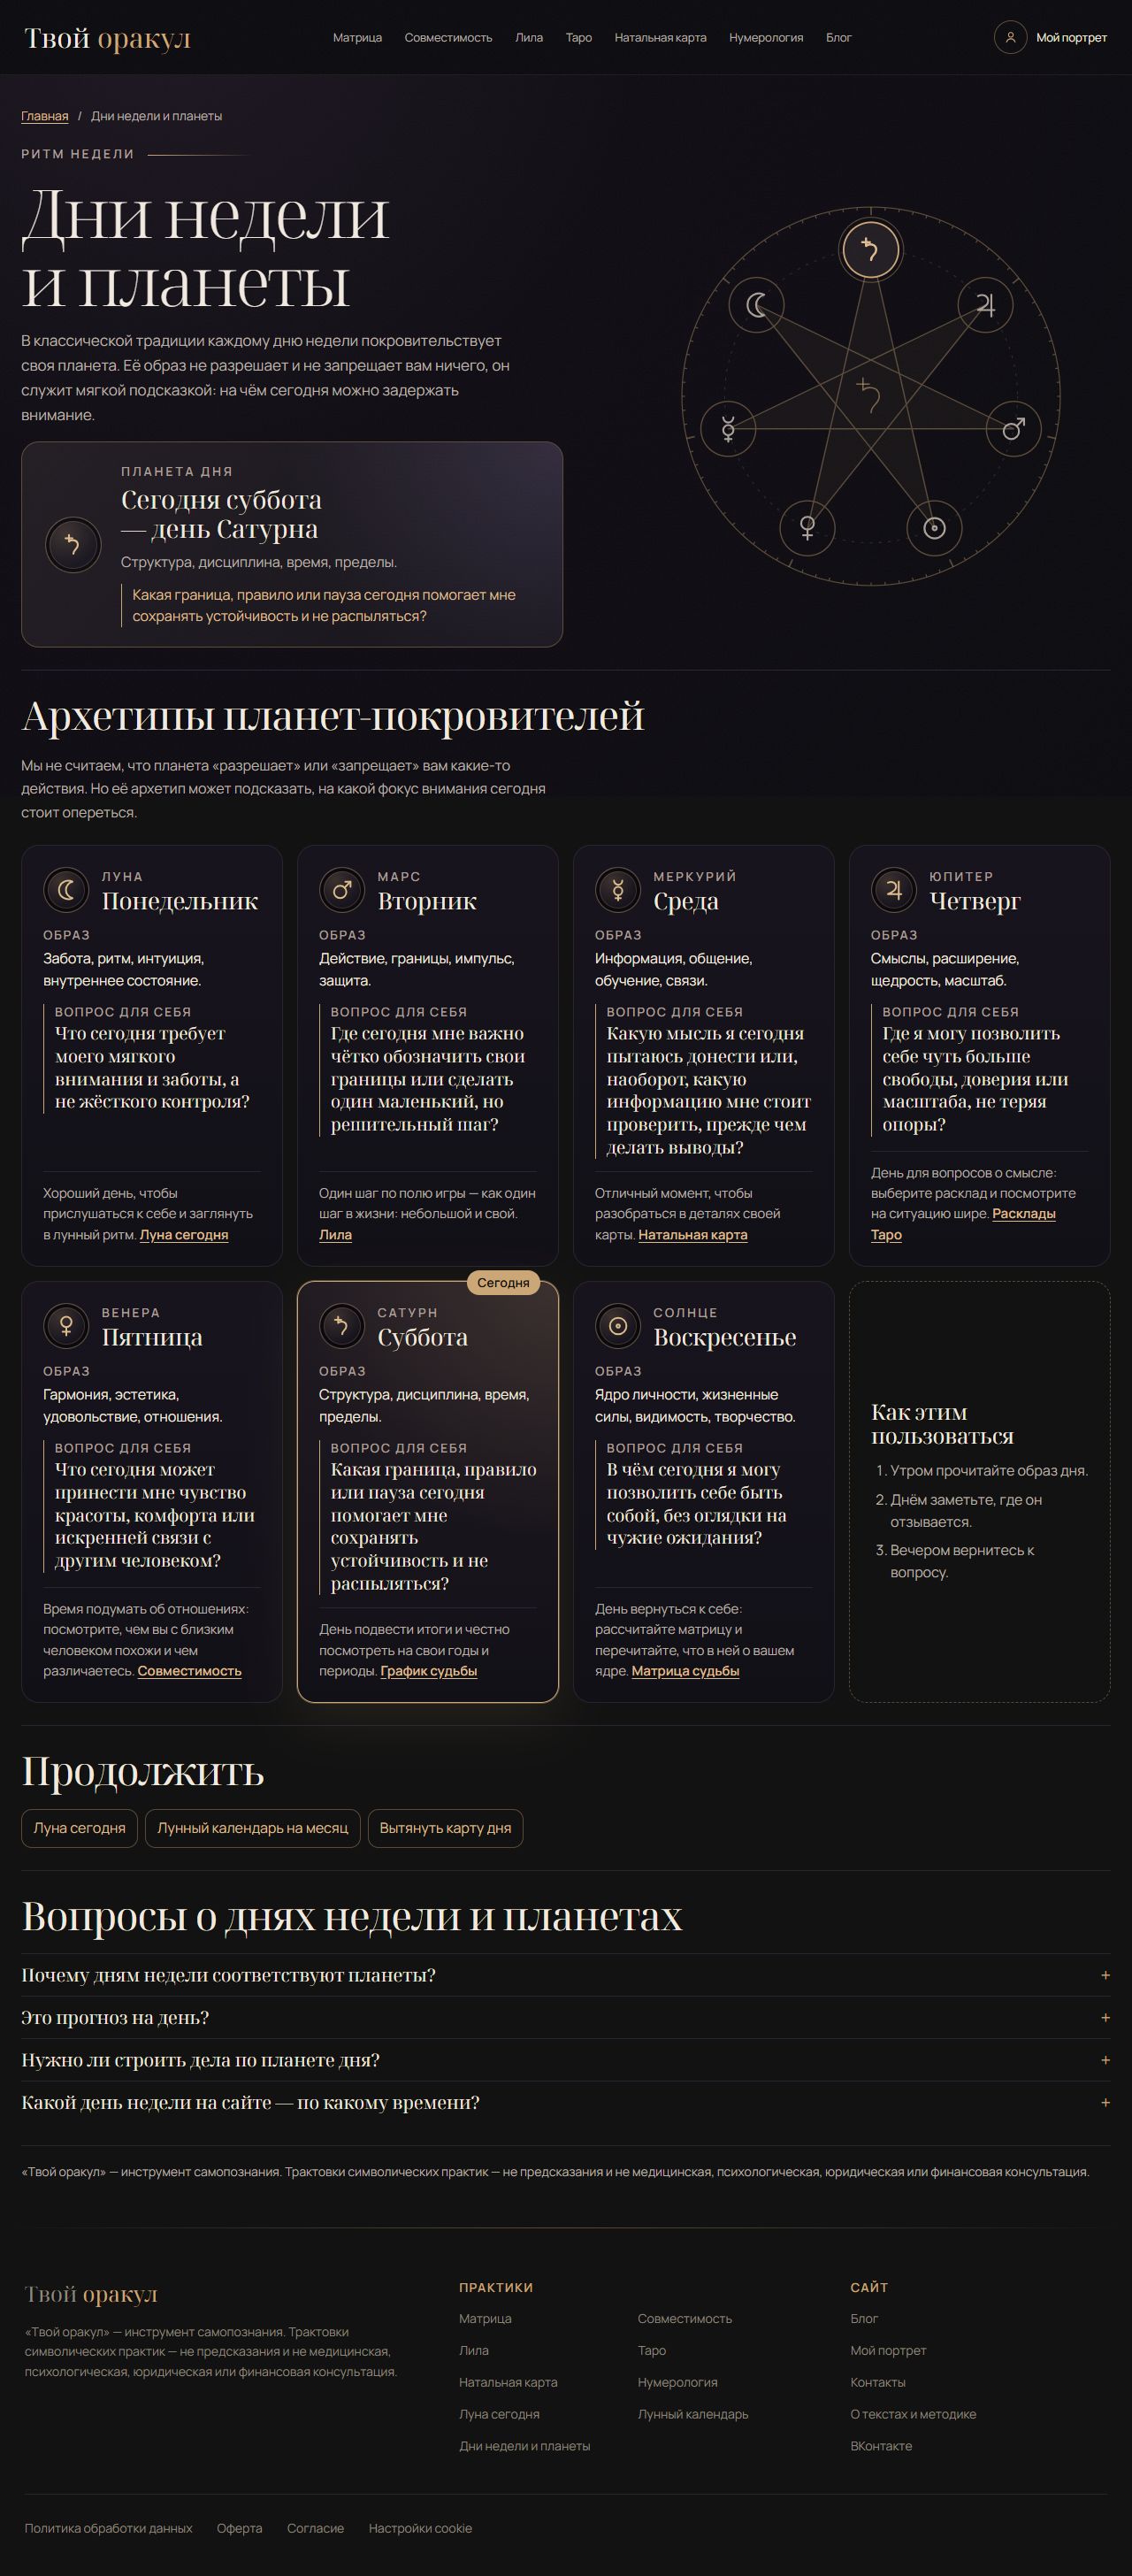 Твой оракул
Матрица
Совместимость
Лила
Таро
Натальная карта
Нумерология
Блог
Мой портрет
Главная / Дни недели и планеты
РИТМ НЕДЕЛИ
Дни недели
и планеты
В классической традиции каждому дню недели покровительствует
своя планета. Её образ не разрешает и не запрещает вам ничего, он
служит мягкой подсказкой: на чём сегодня можно задержать
внимание.
ПЛАНЕТА ДНЯ
Сегодня суббота
— день Сатурна
Структура, дисциплина, время, пределы.
Какая граница, правило или пауза сегодня помогает мне
сохранять устойчивость и не распыляться?
Архетипы планет-покровителей
Мы не считаем, что планета «разрешает» или «запрещает» вам какие-то
действия. Но её архетип может подсказать, на какой фокус внимания сегодня
стоит опереться.
ЛУНА
Понедельник
ОБРАЗ
Забота, ритм, интуиция,
внутреннее состояние.
ВОПРОС ДЛЯ СЕБЯ
Что сегодня требует
моего мягкого
внимания и заботы, а
не жёсткого контроля?
Хороший день, чтобы
прислушаться к себе и заглянуть
в лунный ритм. Луна сегодня
МАРС
Вторник
ОБРАЗ
Действие, границы, импульс,
защита.
ВОПРОС ДЛЯ СЕБЯ
Где сегодня мне важно
чётко обозначить свои
границы или сделать
один маленький, но
решительный шаг?
Один шаг по полю игры — как один
шаг в жизни: небольшой и свой.
Лила
МЕРКУРИЙ
Среда
ОБРАЗ
Информация, общение,
обучение, связи.
ВОПРОС ДЛЯ СЕБЯ
Какую мысль я сегодня
пытаюсь донести или,
наоборот, какую
информацию мне стоит
проверить, прежде чем
делать выводы?
Отличный момент, чтобы
разобраться в деталях своей
карты. Натальная карта
ЮПИТЕР
Четверг
ОБРАЗ
Смыслы, расширение,
щедрость, масштаб.
ВОПРОС ДЛЯ СЕБЯ
Где я могу позволить
себе чуть больше
свободы, доверия или
масштаба, не теряя
опоры?
День для вопросов о смысле:
выберите расклад и посмотрите
на ситуацию шире. Расклады
Таро
ВЕНЕРА
Пятница
ОБРАЗ
Гармония, эстетика,
удовольствие, отношения.
ВОПРОС ДЛЯ СЕБЯ
Что сегодня может
принести мне чувство
красоты, комфорта или
искренней связи с
другим человеком?
Время подумать об отношениях:
посмотрите, чем вы с близким
человеком похожи и чем
различаетесь. Совместимость
Сегодня
САТУРН
Суббота
ОБРАЗ
Структура, дисциплина, время,
пределы.
ВОПРОС ДЛЯ СЕБЯ
Какая граница, правило
или пауза сегодня
помогает мне
сохранять
устойчивость и не
распыляться?
День подвести итоги и честно
посмотреть на свои годы и
периоды. График судьбы
СОЛНЦЕ
Воскресенье
ОБРАЗ
Ядро личности, жизненные
силы, видимость, творчество.
ВОПРОС ДЛЯ СЕБЯ
В чём сегодня я могу
позволить себе быть
собой, без оглядки на
чужие ожидания?
День вернуться к себе:
рассчитайте матрицу и
перечитайте, что в ней о вашем
ядре. Матрица судьбы
Как этим
пользоваться
1. Утром прочитайте образ дня.
2. Днём заметьте, где он
отзывается.
3. Вечером вернитесь к
вопросу.
Продолжить
Луна сегодня
Лунный календарь на месяц
Вытянуть карту дня
Вопросы о днях недели и планетах
Почему дням недели соответствуют планеты? +
Это прогноз на день? +
Нужно ли строить дела по планете дня? +
Какой день недели на сайте — по какому времени? +
«Твой оракул» — инструмент самопознания. Трактовки символических практик — не предсказания и не медицинская, психологическая, юридическая или финансовая консультация.
Твой оракул
«Твой оракул» — инструмент самопознания. Трактовки
символических практик — не предсказания и не медицинская,
психологическая, юридическая или финансовая консультация.
ПРАКТИКИ
Матрица
Совместимость
Лила
Таро
Натальная карта
Нумерология
Луна сегодня
Лунный календарь
Дни недели и планеты
САЙТ
Блог
Мой портрет
Контакты
О текстах и методике
ВКонтакте
Политика обработки данных
Оферта
Согласие
Настройки cookie